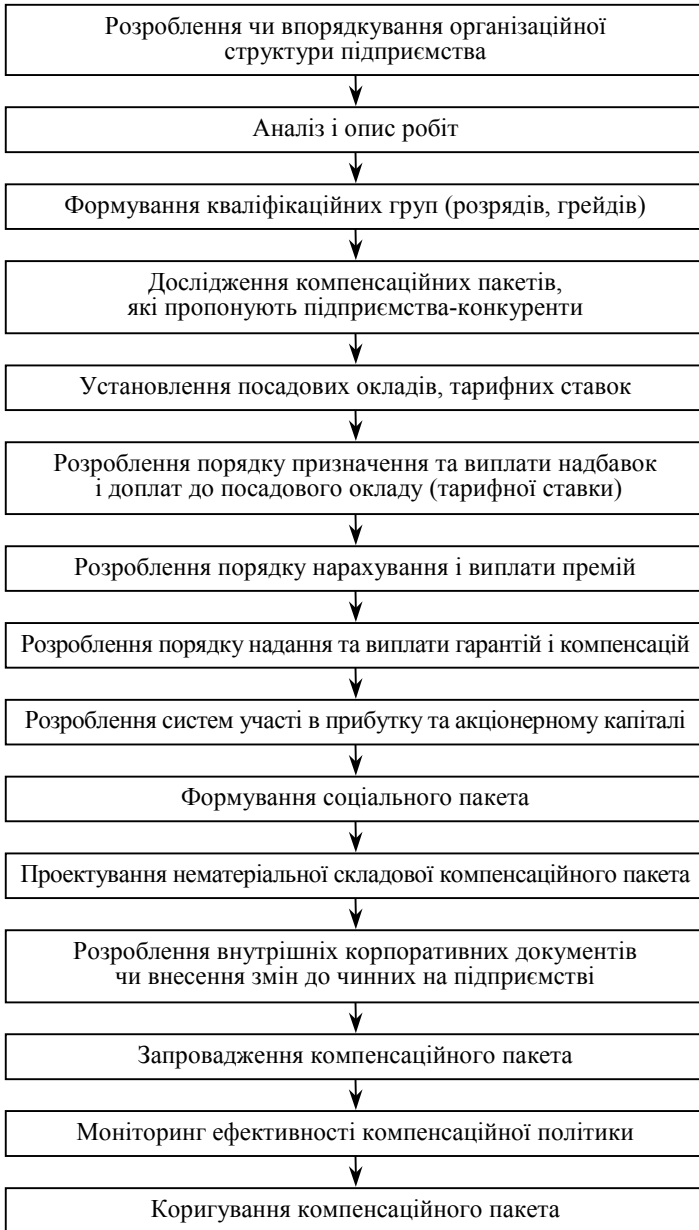 Розроблення чи впорядкування організаційної
структури підприємства
Аналіз і опис робіт
Формування кваліфікаційних груп (розрядів, грейдів)
Дослідження компенсаційних пакетів,
які пропонують підприємства-конкуренти
Установлення посадових окладів, тарифних ставок
Розроблення порядку призначення та виплати надбавок
і доплат до посадового окладу (тарифної ставки)
Розроблення порядку нарахування і виплати премій
Розроблення порядку надання та виплати гарантій і компенсацій
Розроблення систем участі в прибутку та акціонерному капіталі
Формування соціального пакета
Проектування нематеріальної складової компенсаційного пакета
Розроблення внутрішніх корпоративних документів
чи внесення змін до чинних на підприємстві
Запровадження компенсаційного пакета
Моніторинг ефективності компенсаційної політики
Коригування компенсаційного пакета